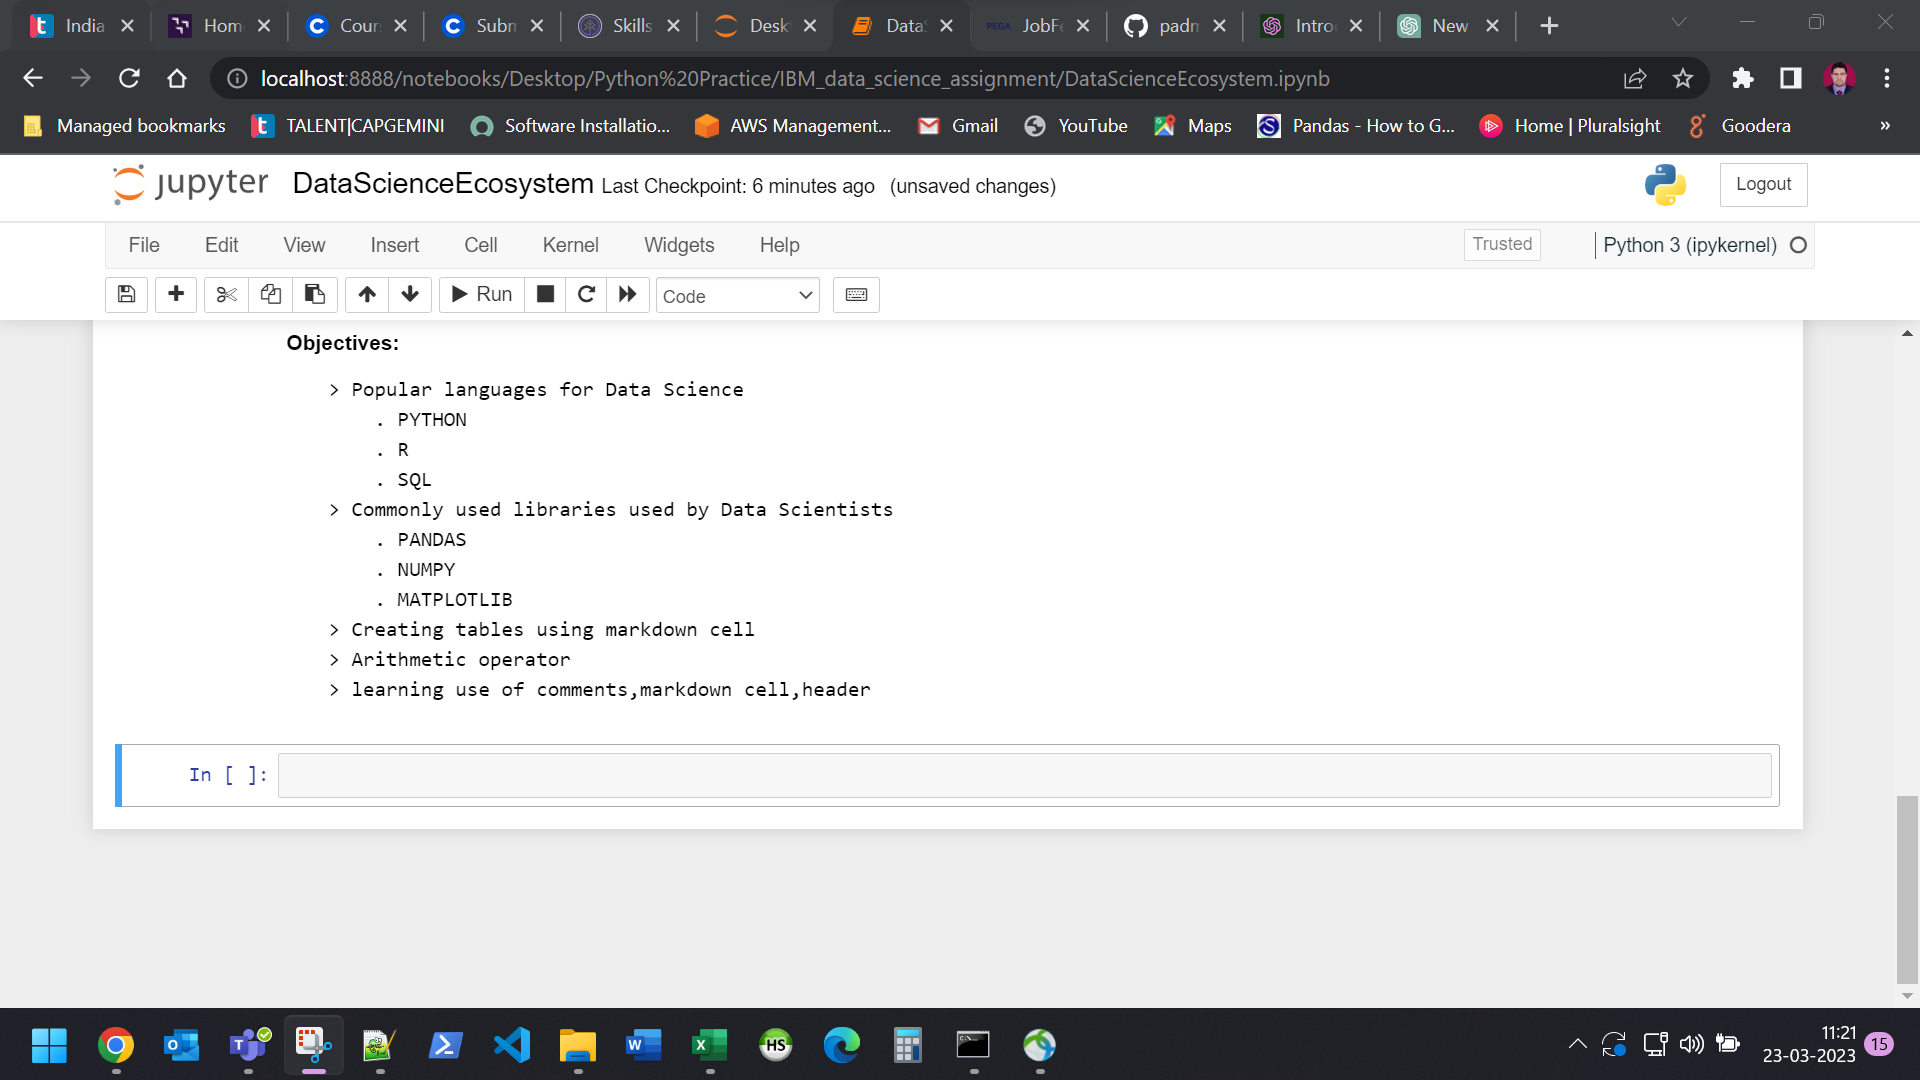 India
Hom
Cour
Subn
Skills
Desk
Data
PEGA JobFe
padn
Intro
New
localhost:8888/notebooks/Desktop/Python%20Practice/IBM_data_science_assignment/DataScienceEcosystem.ipynb
Managed bookmarks
TALENT|CAPGEMINI
Software Installatio...
AWS Management...
Gmail
YouTube
Maps
Pandas - How to G...
Home | Pluralsight
Goodera
»
jupyter DataScienceEcosystem Last Checkpoint: 6 minutes ago (unsaved changes)
Logout
File Edit View Insert Cell Kernel Widgets Help
Trusted
Python 3 (ipykernel)
Run
Code
Objectives:
> Popular languages for Data Science
. PYTHON
. R
. SQL
> Commonly used libraries used by Data Scientists
. PANDAS
. NUMPY
. MATPLOTLIB
> Creating tables using markdown cell
> Arithmetic operator
> learning use of comments,markdown cell,header
In [ ]:
HS
11:21
23-03-2023
15